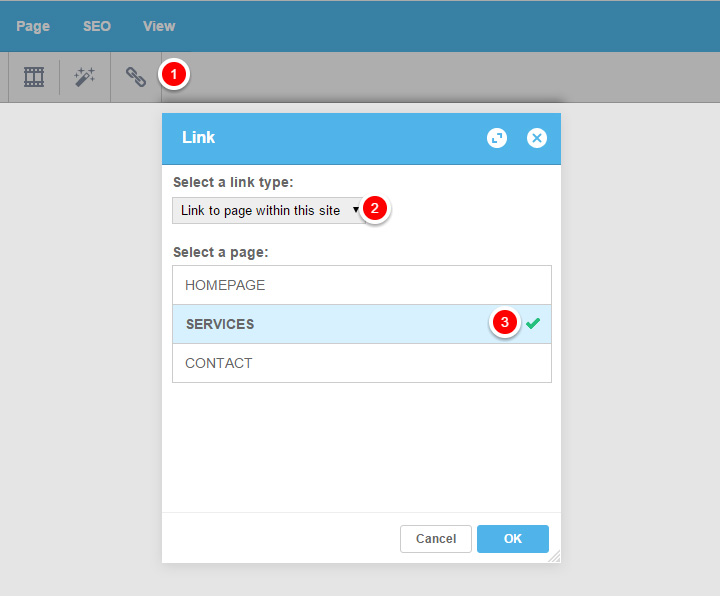 Page SEO View
1
Link
Select a link type:
Link to page within this site 2
Select a page:
HOMEPAGE
SERVICES 3
CONTACT
Cancel OK